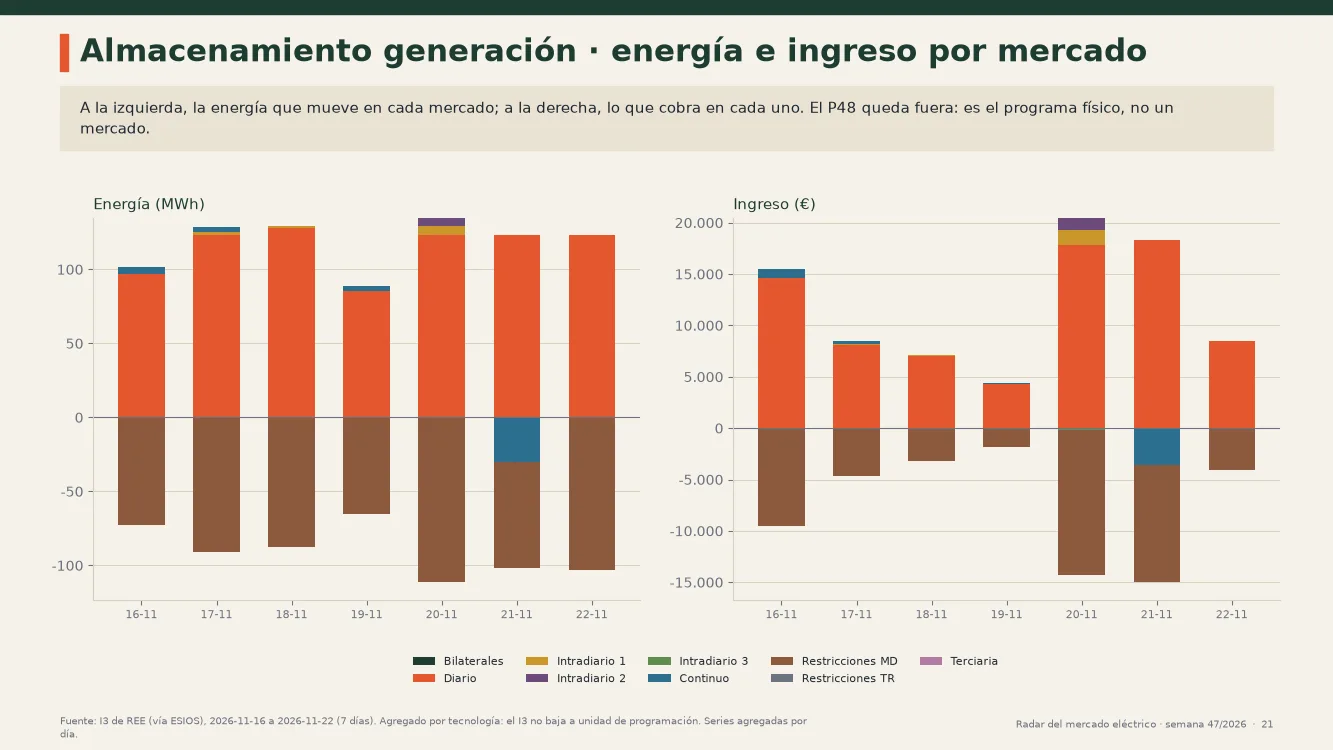 Almacenamiento generación · energía e ingreso por mercado
A la izquierda, la energía que mueve en cada mercado; a la derecha, lo que cobra en cada uno. El P48 queda fuera: es el programa físico, no un
mercado.
Energía (MWh)
100
50
0
-50
-100
16-11
17-11
18-11
19-11
20-11
21-11
22-11
Ingreso (€)
20.000
15.000
10.000
5.000
0
-5.000
-10.000
-15.000
16-11
17-11
18-11
19-11
20-11
21-11
22-11
Bilaterales
Diario
Intradiario 1
Intradiario 2
Intradiario 3
Continuo
Restricciones MD
Restricciones TR
Terciaria
Fuente: I3 de REE (vía ESIOS), 2026-11-16 a 2026-11-22 (7 días). Agregado por tecnología: el I3 no baja a unidad de programación. Series agregadas por
día.
Radar del mercado eléctrico · semana 47/2026 · 21